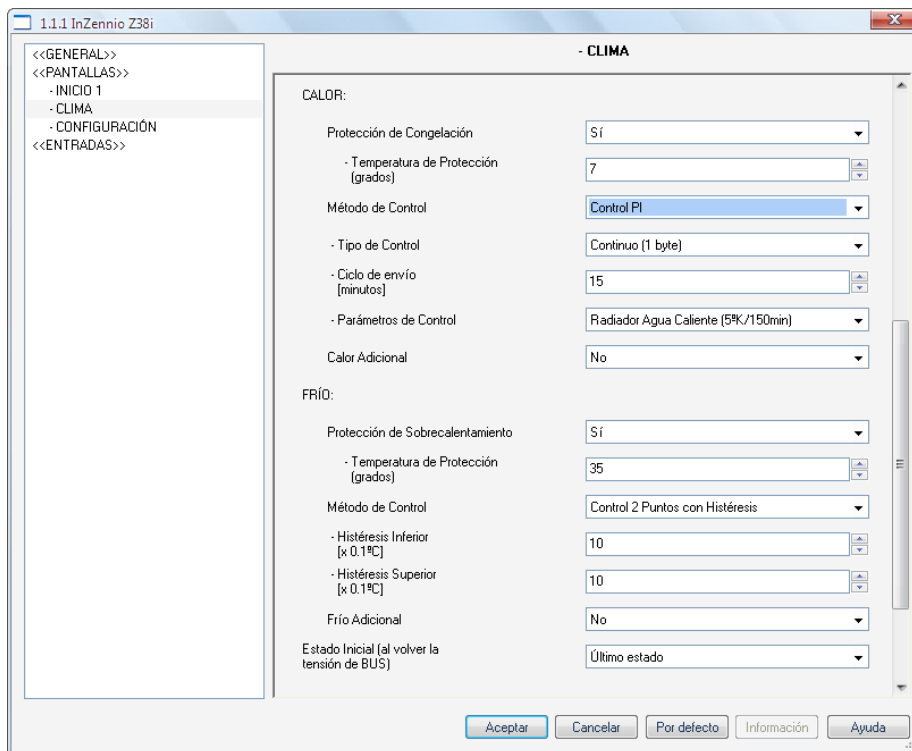 1.1.1 InZennio Z38i
<<GENERAL>>
<<PANTALLAS>>
- INICIO 1
- CLIMA
- CONFIGURACIÓN
<<ENTRADAS>>
- CLIMA
CALOR:
Protección de Congelación
Sí
- Temperatura de Protección
(grados)
7
Método de Control
Control PI
- Tipo de Control
Continuo (1 byte)
- Ciclo de envío
[minutos]
15
- Parámetros de Control
Radiador Agua Caliente (5ºK/150min)
Calor Adicional
No
FRÍO:
Protección de Sobrecalentamiento
Sí
- Temperatura de Protección
(grados)
35
Método de Control
Control 2 Puntos con Histéresis
- Histéresis Inferior
[x 0.1ºC]
10
- Histéresis Superior
[x 0.1ºC]
10
Frío Adicional
No
Estado Inicial (al volver la
tensión de BUS)
Último estado
Aceptar
Cancelar
Por defecto
Información
Ayuda